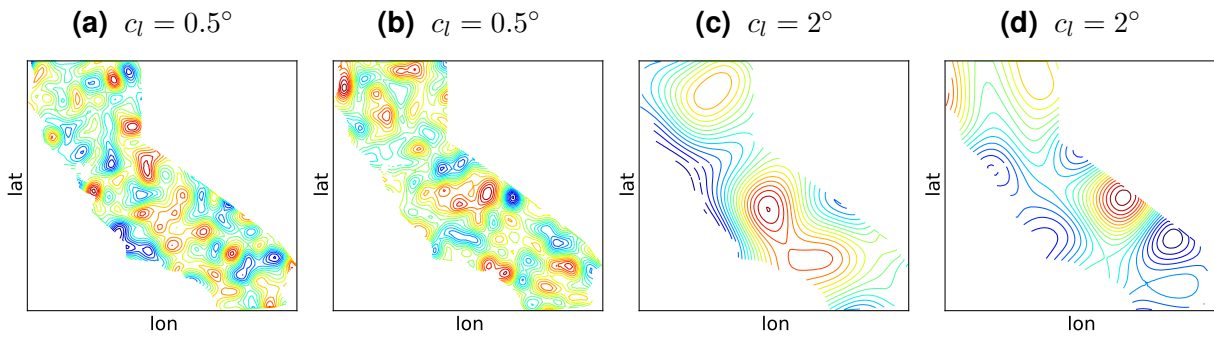 (a) c_l = 0.5°
(b) c_l = 0.5°
(c) c_l = 2°
(d) c_l = 2°
lat
lon
lat
lon
lat
lon
lat
lon